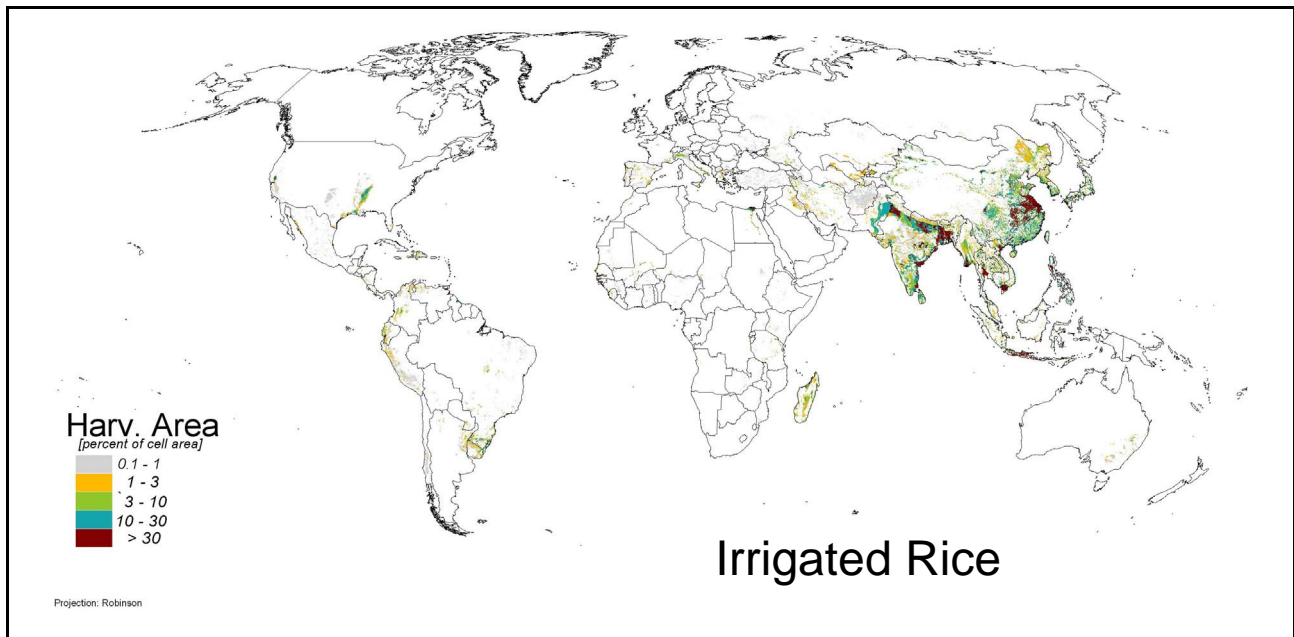 Harv. Area
[percent of cell area]
0.1 - 1
1 - 3
3 - 10
10 - 30
> 30
Irrigated Rice
Projection: Robinson